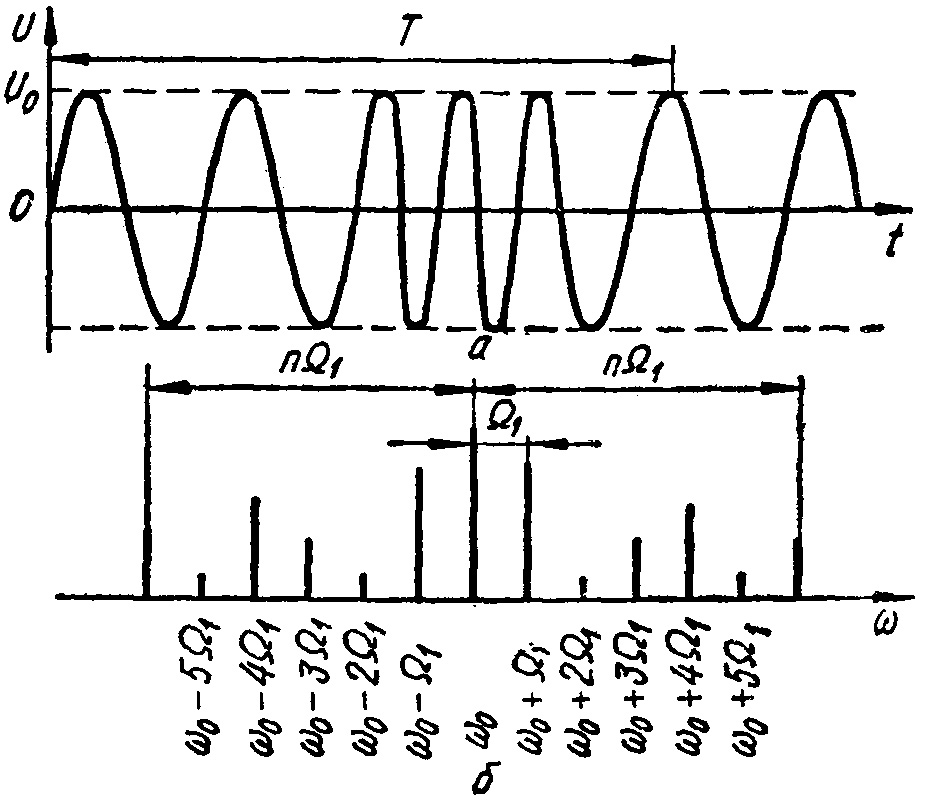 U
T
U₀
0
t
а
nΩ₁ nΩ₁
Ω₁
ω
ω₀ − 5Ω₁
ω₀ − 4Ω₁
ω₀ − 3Ω₁
ω₀ − 2Ω₁
ω₀ − Ω₁
ω₀
ω₀ + Ω₁
ω₀ + 2Ω₁
ω₀ + 3Ω₁
ω₀ + 4Ω₁
ω₀ + 5Ω₁
б